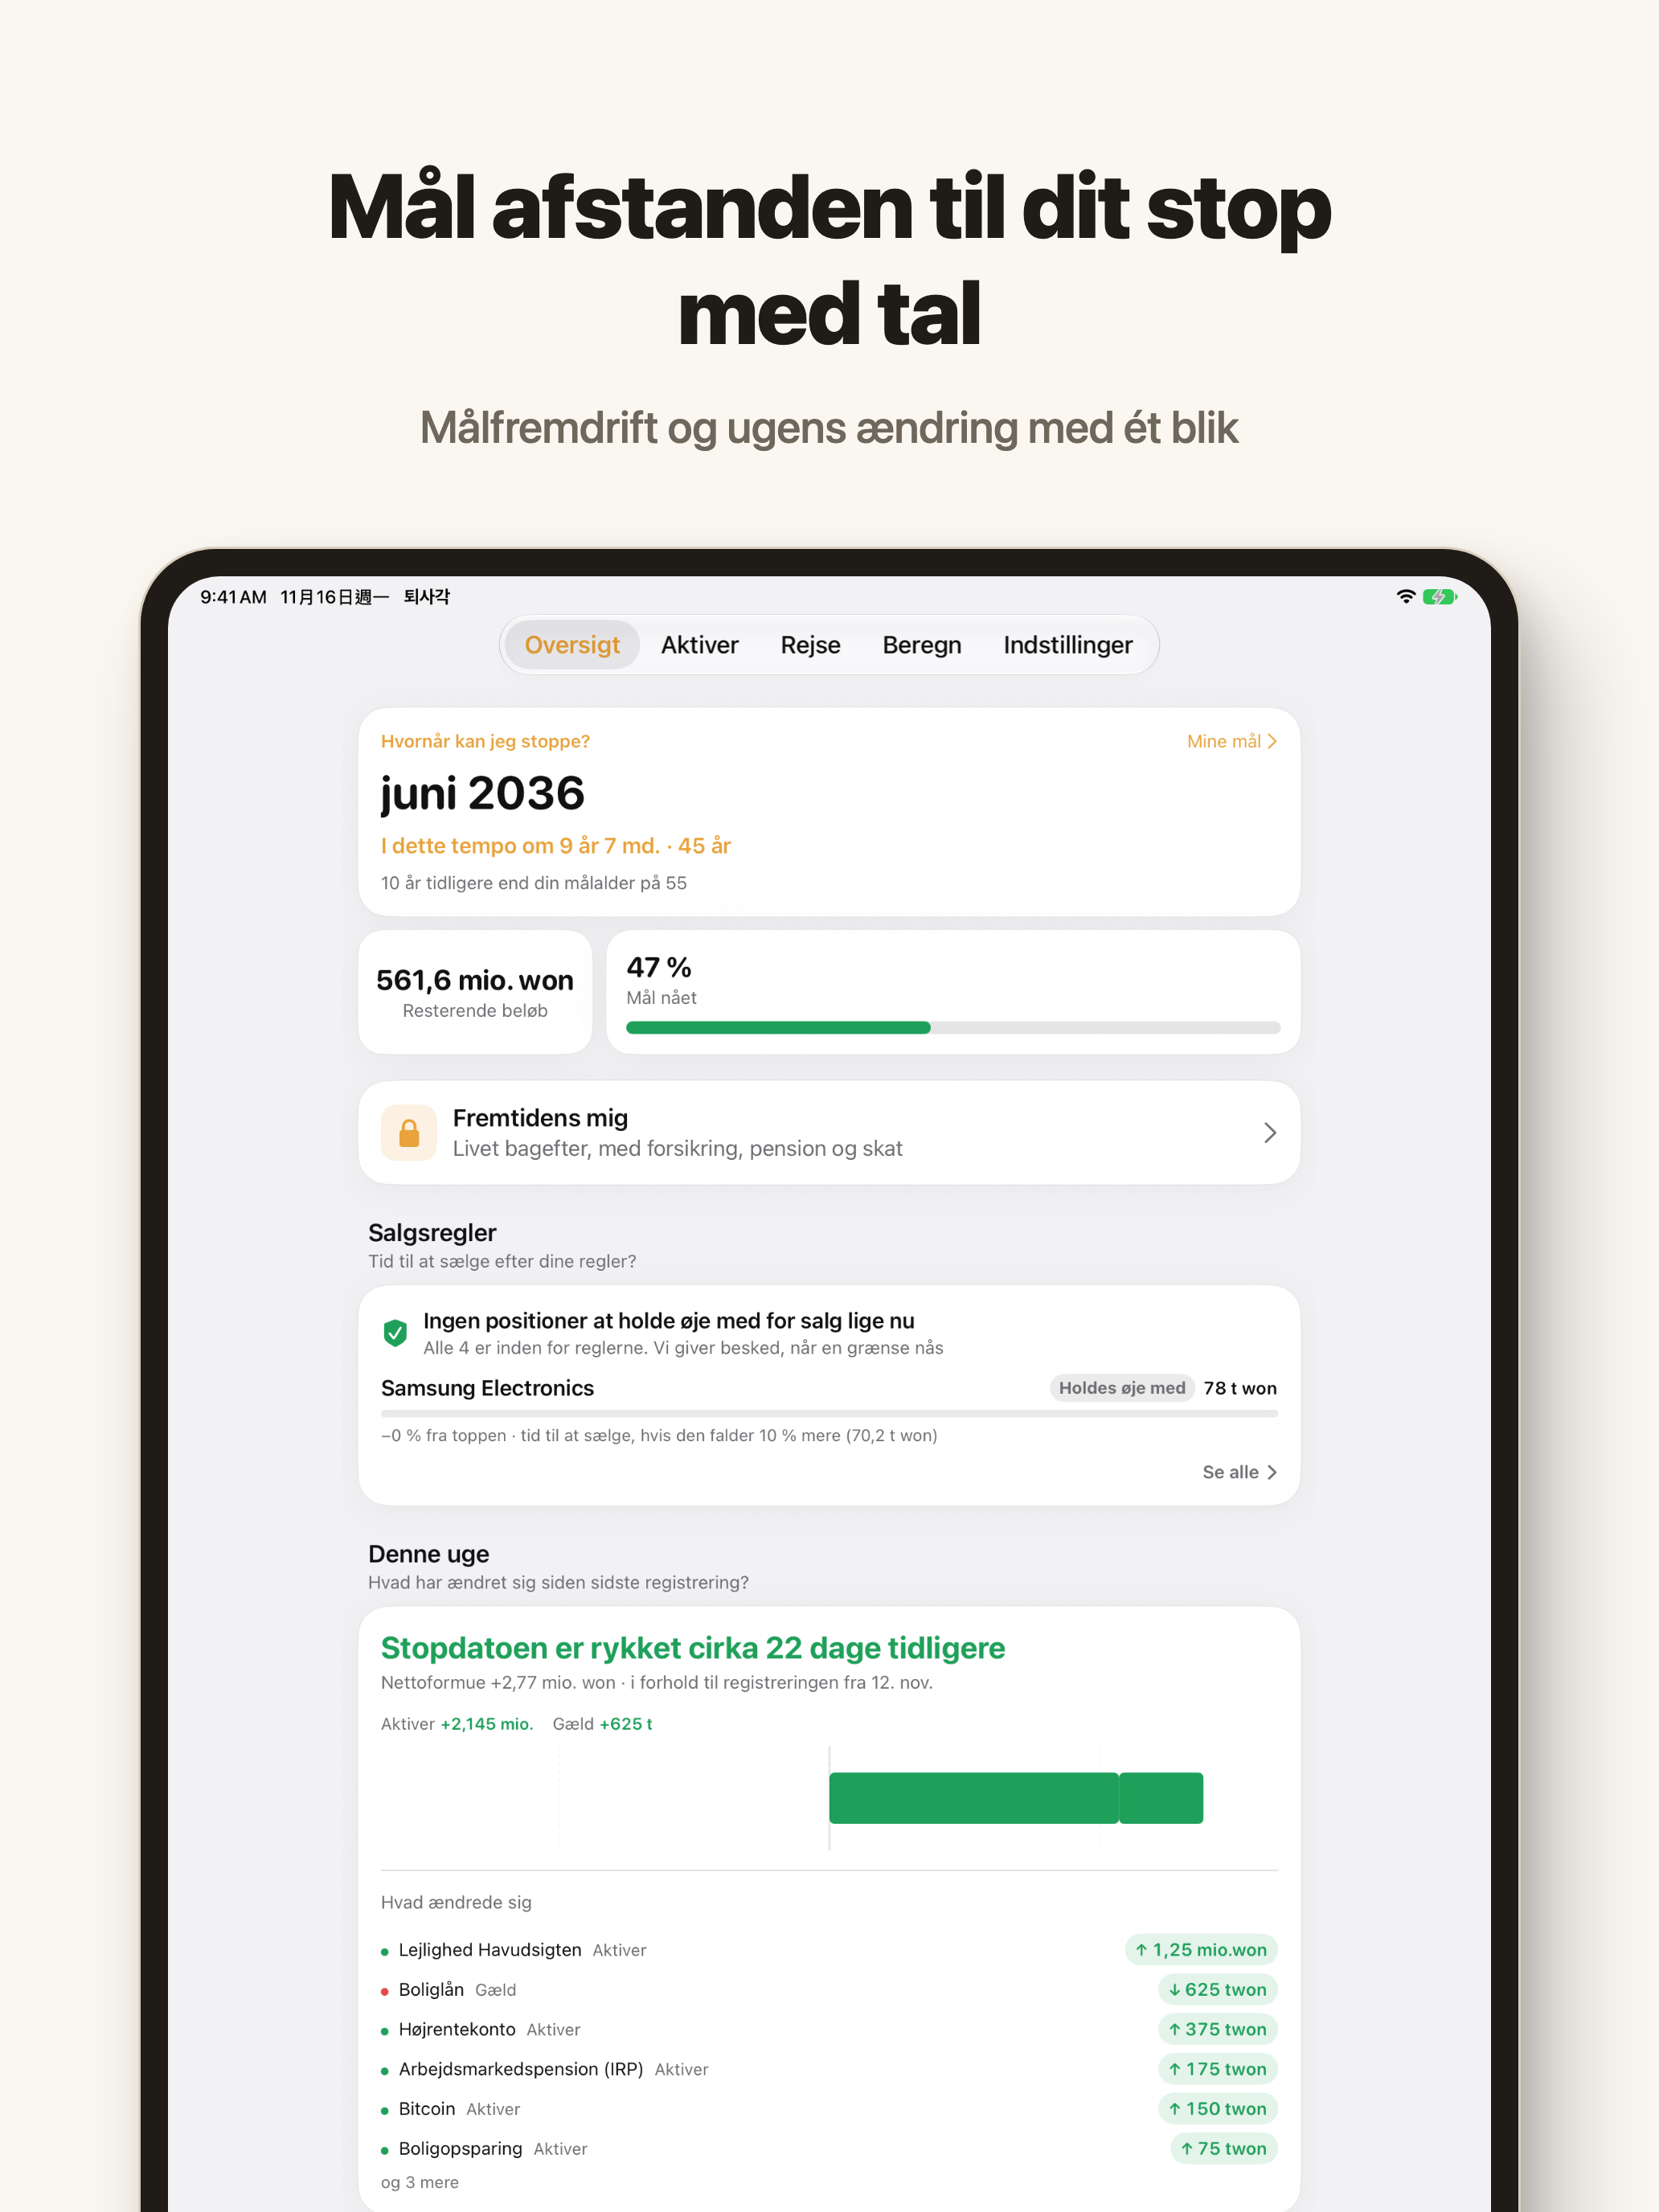 Mål afstanden til dit stop
med tal
Målfremdrift og ugens ændring med ét blik
9:41 AM 11月16日週一 퇴사각
Oversigt Aktiver Rejse Beregn Indstillinger
Hvornår kan jeg stoppe? Mine mål
juni 2036
I dette tempo om 9 år 7 md. · 45 år
10 år tidligere end din målalder på 55
561,6 mio. won
Resterende beløb
47 %
Mål nået
Fremtidens mig
Livet bagefter, med forsikring, pension og skat
Salgsregler
Tid til at sælge efter dine regler?
Ingen positioner at holde øje med for salg lige nu
Alle 4 er inden for reglerne. Vi giver besked, når en grænse nås
Samsung Electronics Holdes øje med 78 t won
−0 % fra toppen · tid til at sælge, hvis den falder 10 % mere (70,2 t won)
Se alle
Denne uge
Hvad har ændret sig siden sidste registrering?
Stopdatoen er rykket cirka 22 dage tidligere
Nettoformue +2,77 mio. won · i forhold til registreringen fra 12. nov.
Aktiver +2,145 mio. Gæld +625 t
Hvad ændrede sig
Lejlighed Havudsigten Aktiver ↑ 1,25 mio.won
Boliglån Gæld ↓ 625 twon
Højrentekonto Aktiver ↑ 375 twon
Arbejdsmarkedspension (IRP) Aktiver ↑ 175 twon
Bitcoin Aktiver ↑ 150 twon
Boligopsparing Aktiver ↑ 75 twon
og 3 mere